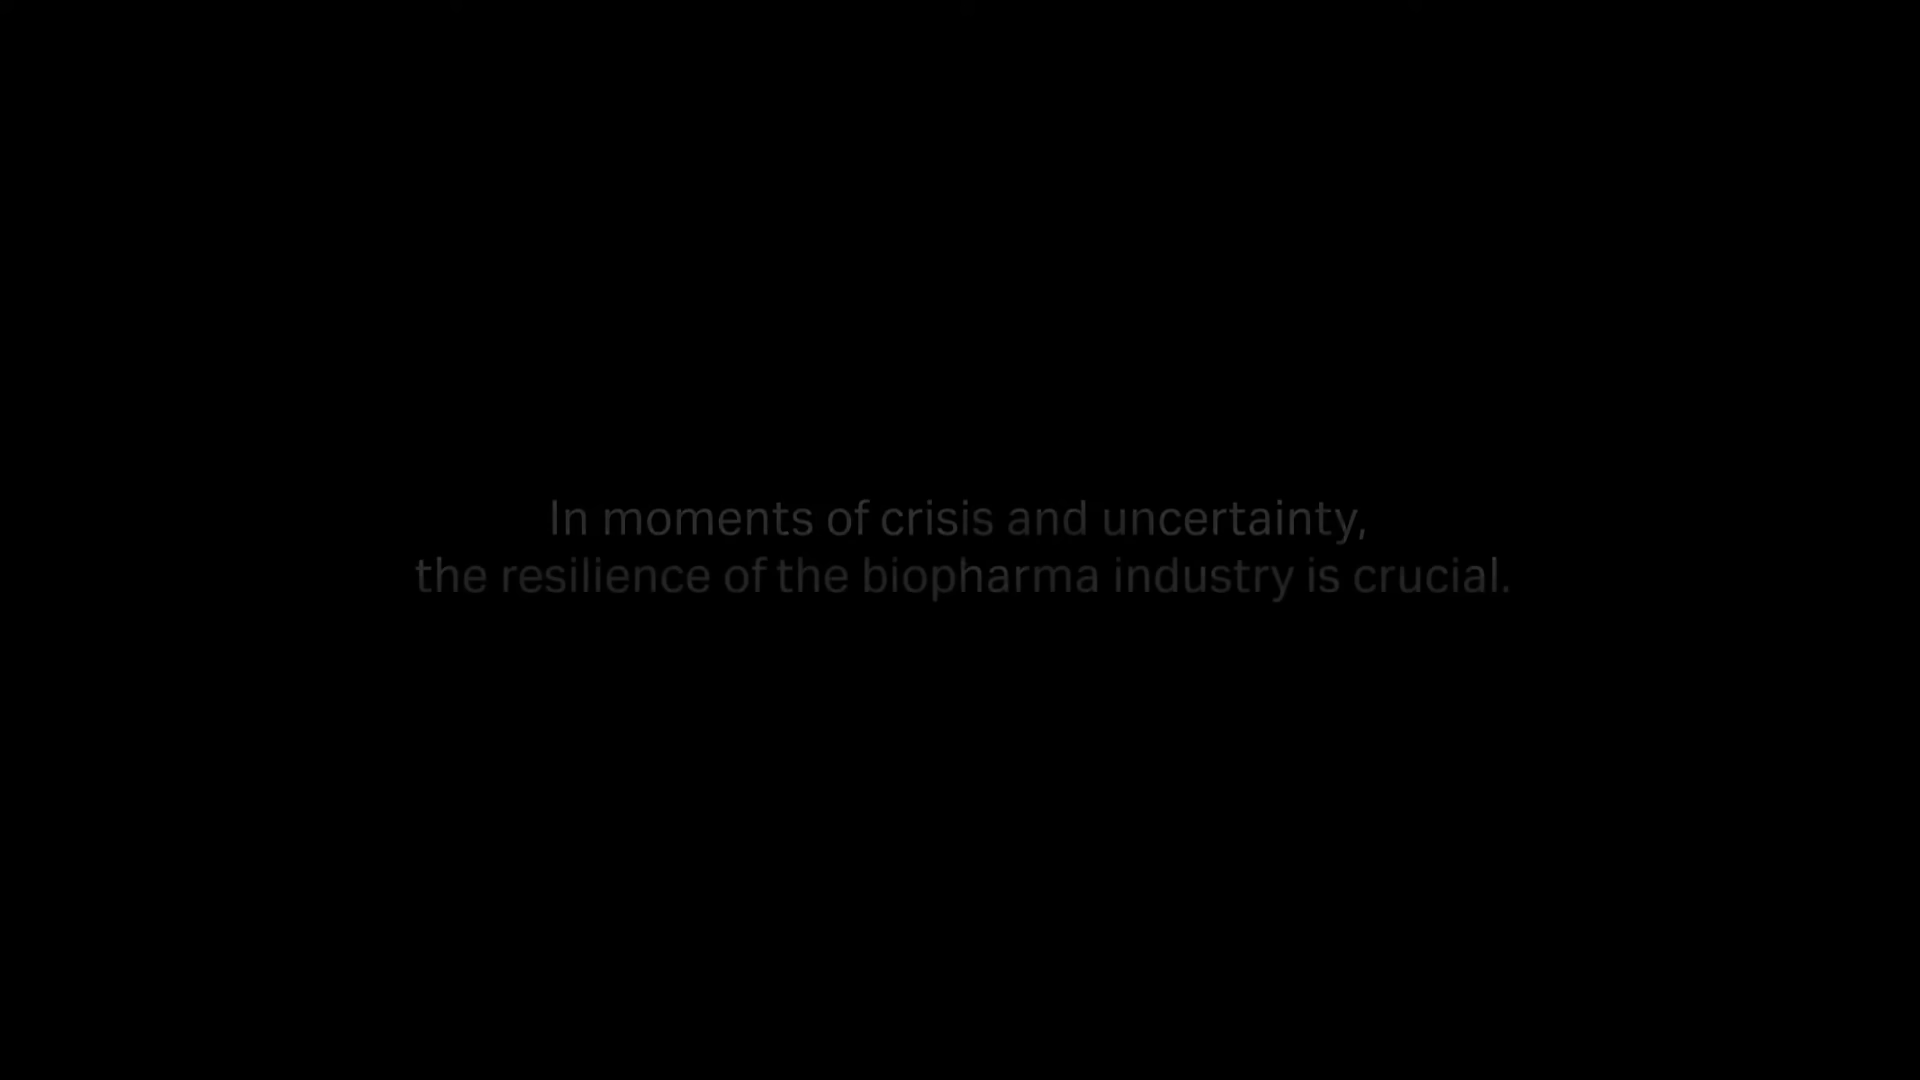 In moments of crisis and uncertainty,
the resilience of the biopharma industry is crucial.